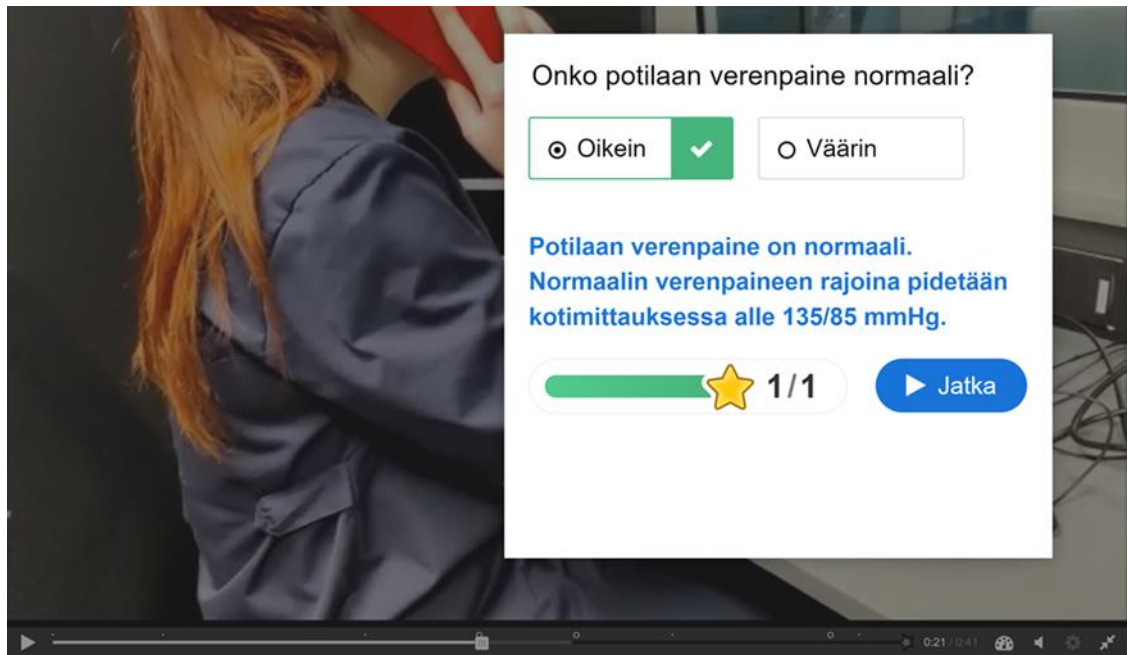 Onko potilaan verenpaine normaali?
Oikein
Väärin
Potilaan verenpaine on normaali.
Normaalin verenpaineen rajoina pidetään
kotimittauksessa alle 135/85 mmHg.
1/1
Jatka
0:21 / 0:41